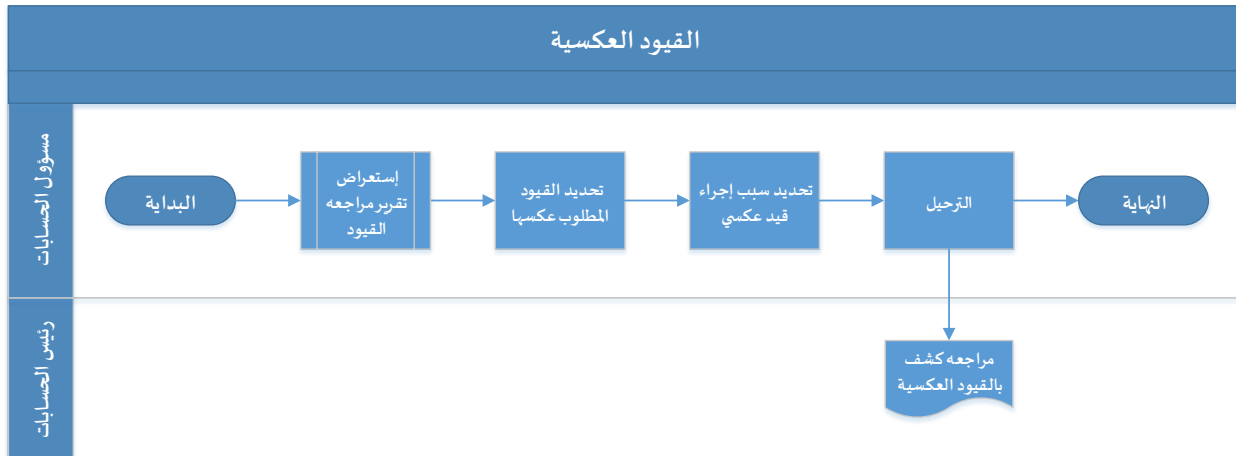 القيود العكسية
مسؤول الحسابات
البداية
إستعراض
تقرير مراجعه
القيود
تحديد القيود
المطلوب عكسها
تحديد سبب إجراء
قيد عكسي
الترحيل
النهاية
رئيس الحسابات
مراجعه كشف
بالقيود العكسية